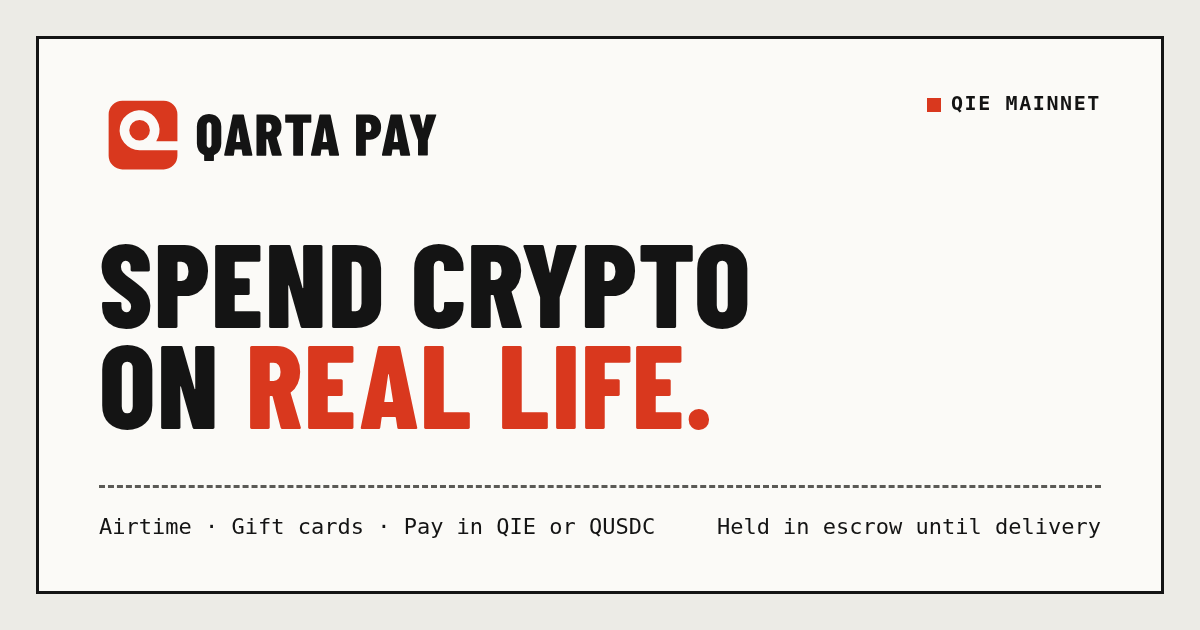 QARTA PAY
QIE MAINNET
SPEND CRYPTO
ON REAL LIFE.
Airtime · Gift cards · Pay in QIE or QUSDC
Held in escrow until delivery